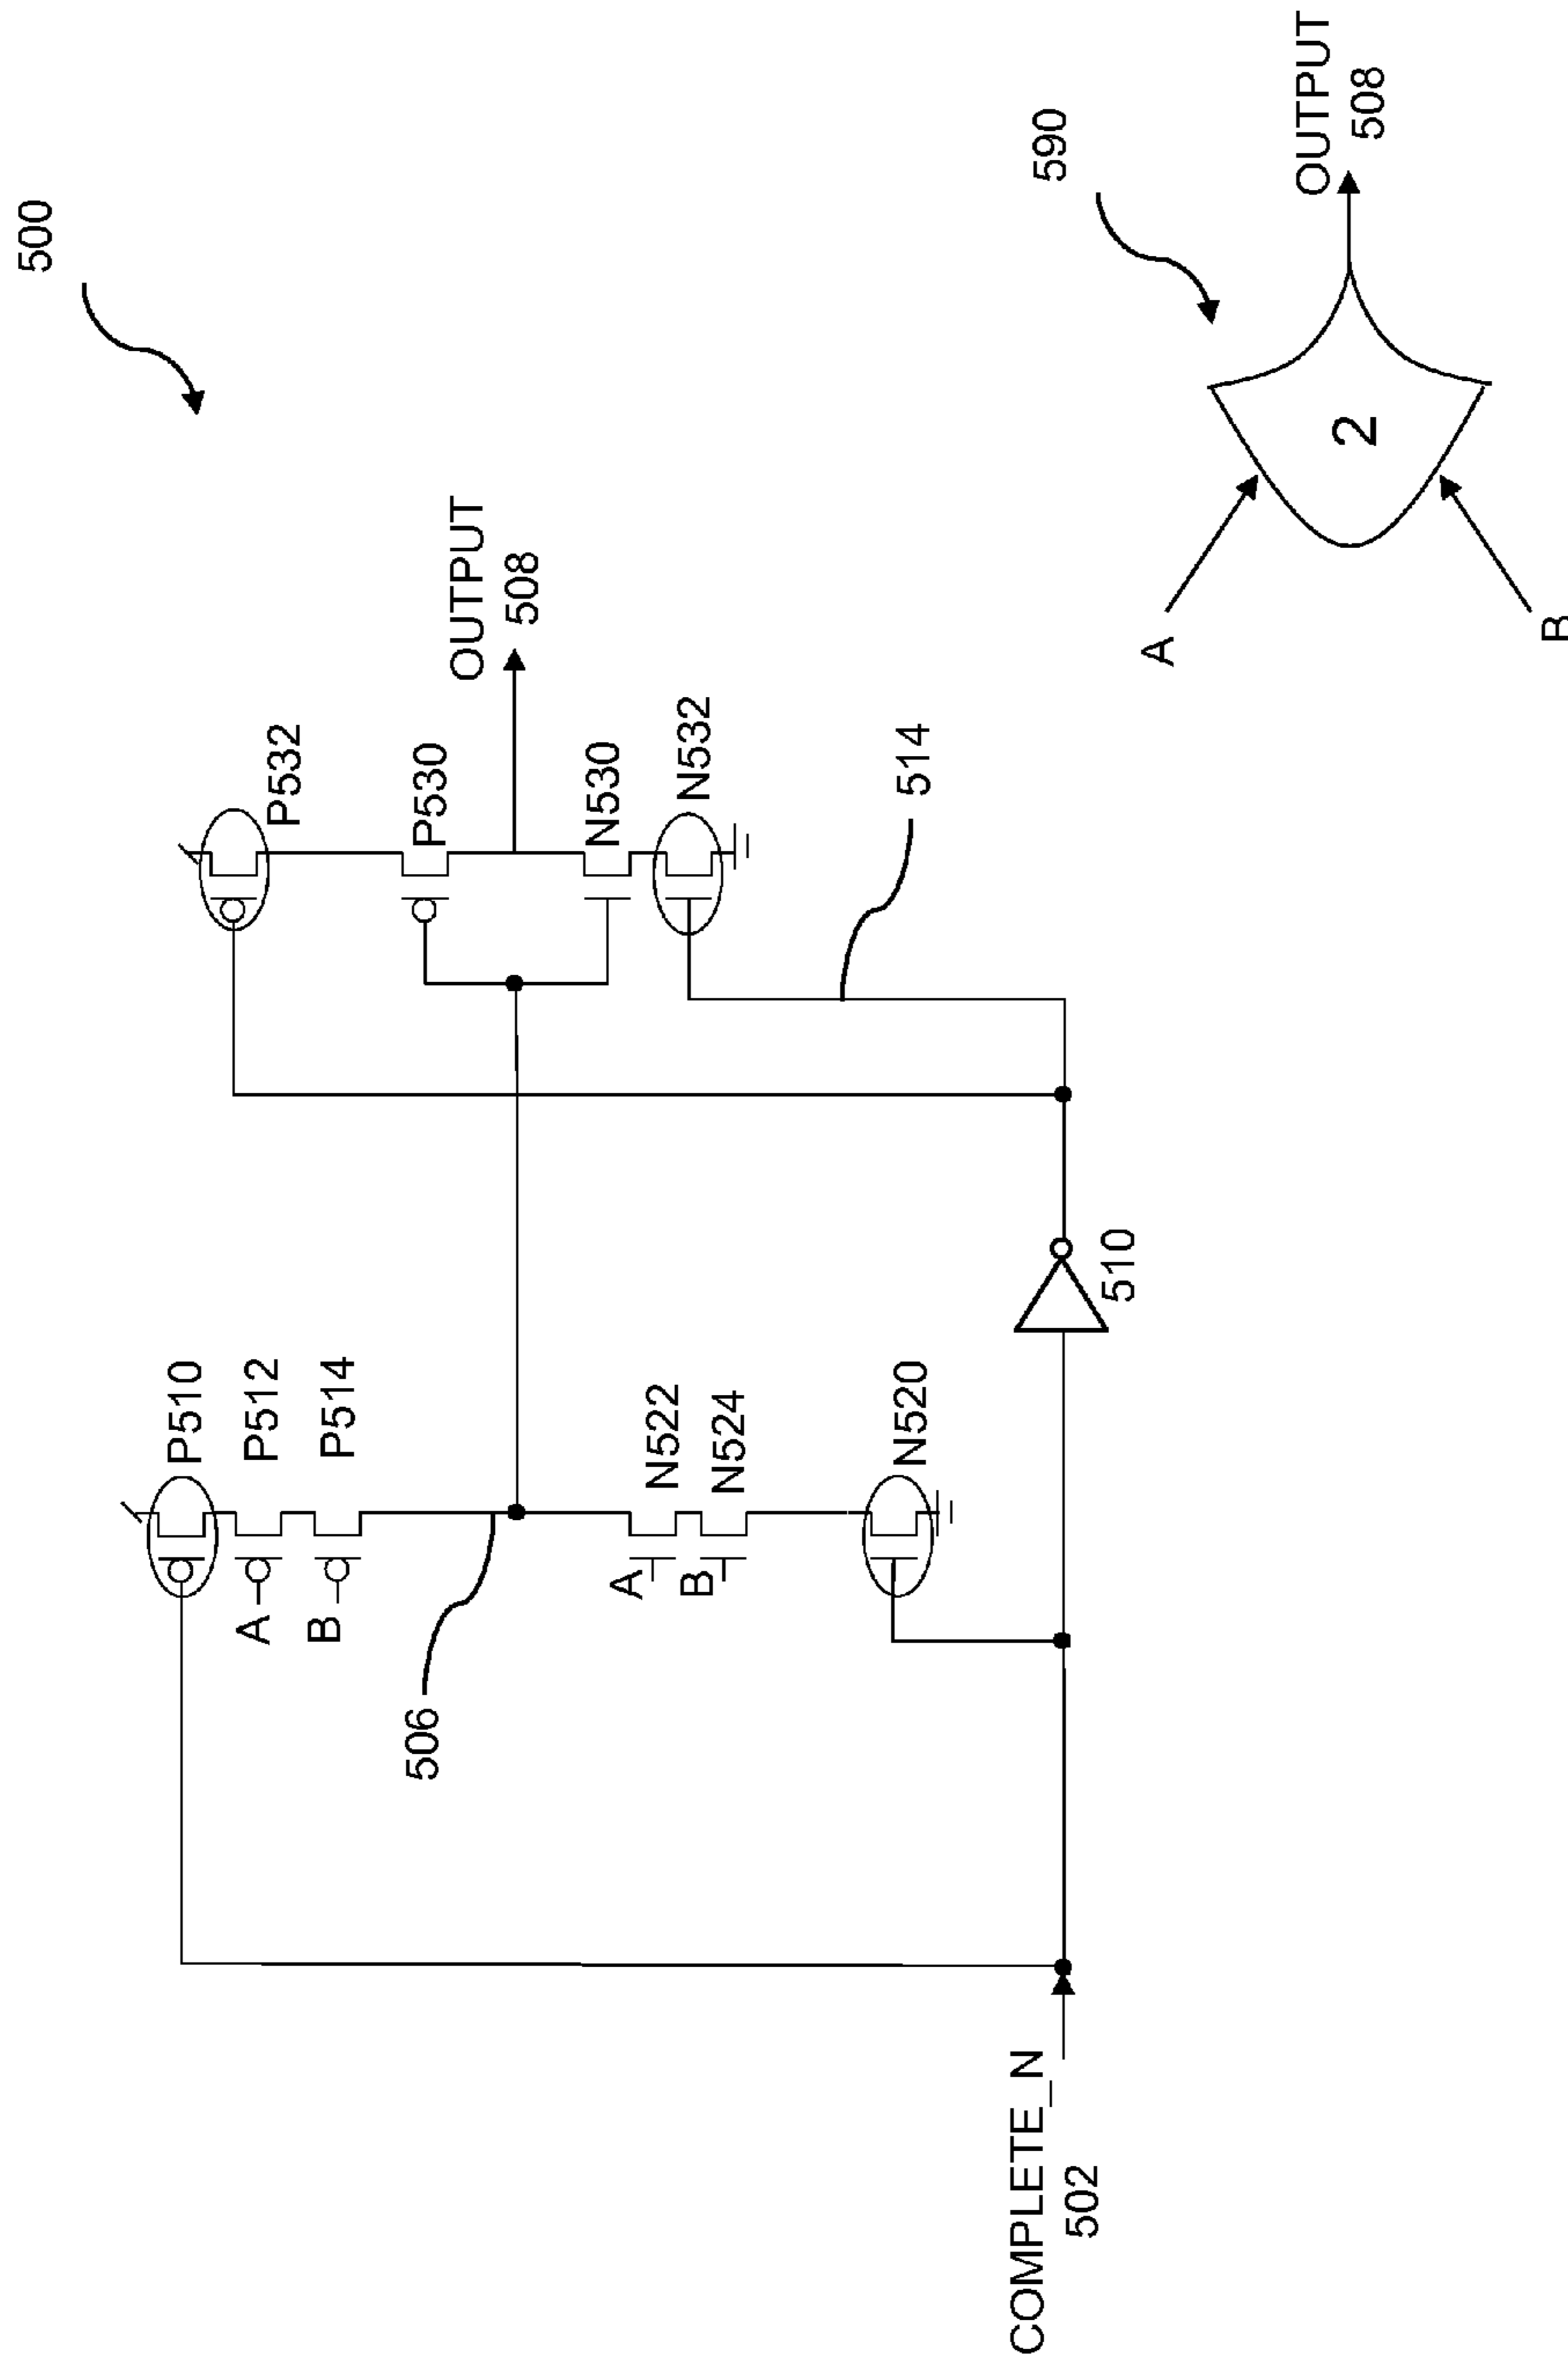 500
P510
P512
P514
A
B
506
A
B
N522
N524
N520
P532
P530
N530
N532
OUTPUT
508
514
510
COMPLETE_N
502
590
A
B
2
OUTPUT
508